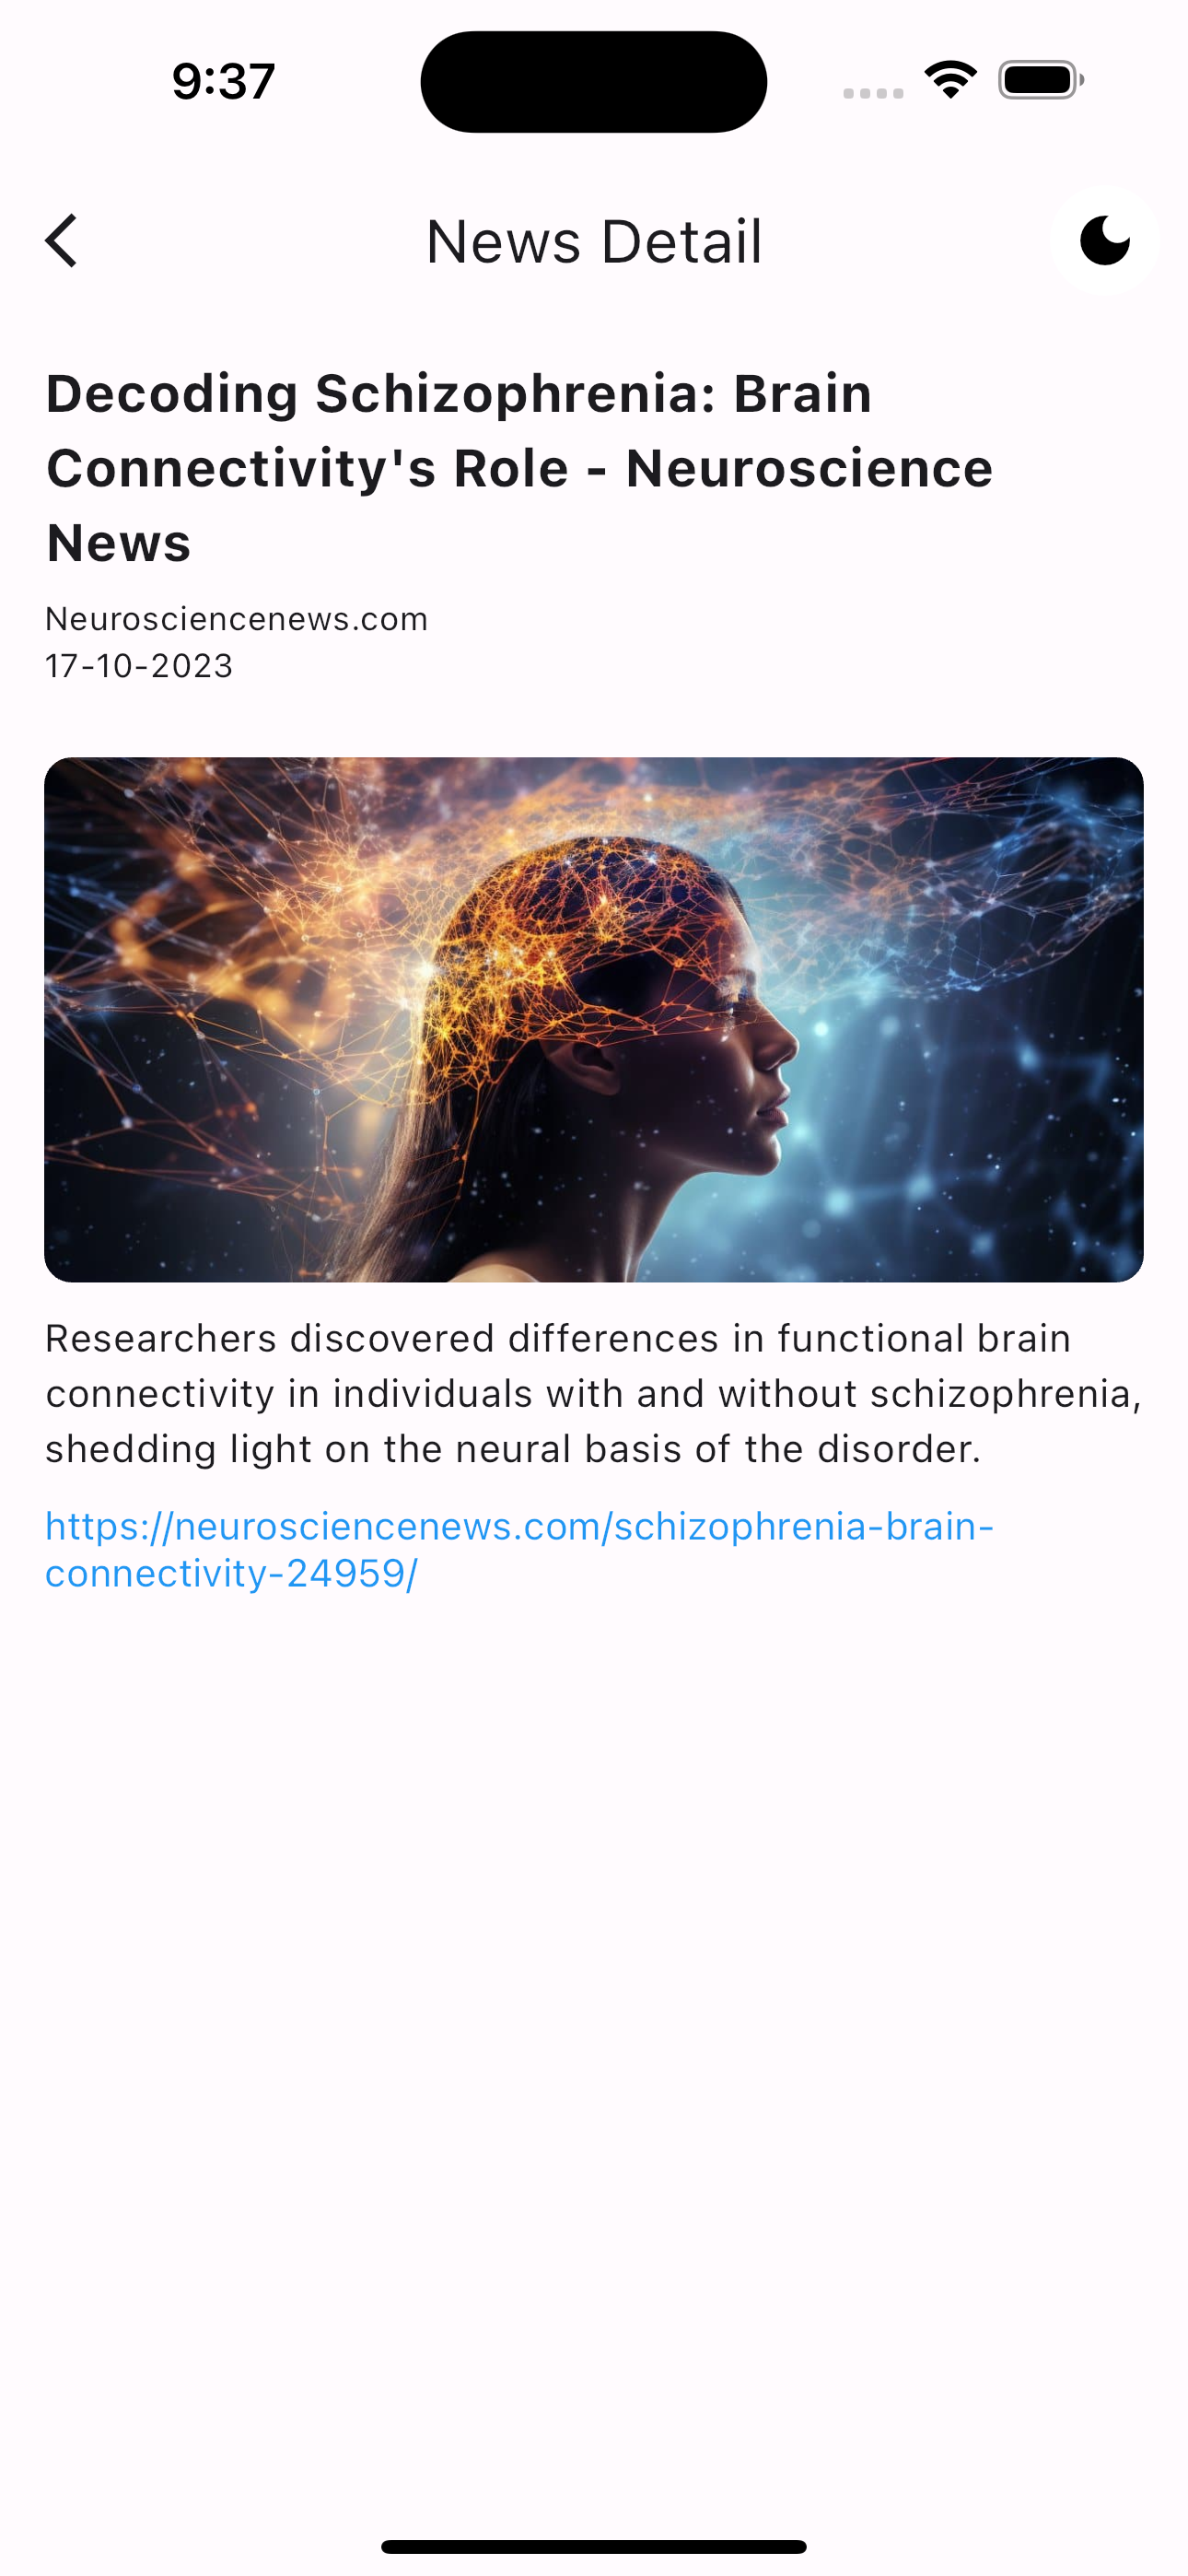 9:37
News Detail
Decoding Schizophrenia: Brain
Connectivity's Role - Neuroscience
News
Neurosciencenews.com
17-10-2023
Researchers discovered differences in functional brain
connectivity in individuals with and without schizophrenia,
shedding light on the neural basis of the disorder.
https://neurosciencenews.com/schizophrenia-brain-
connectivity-24959/